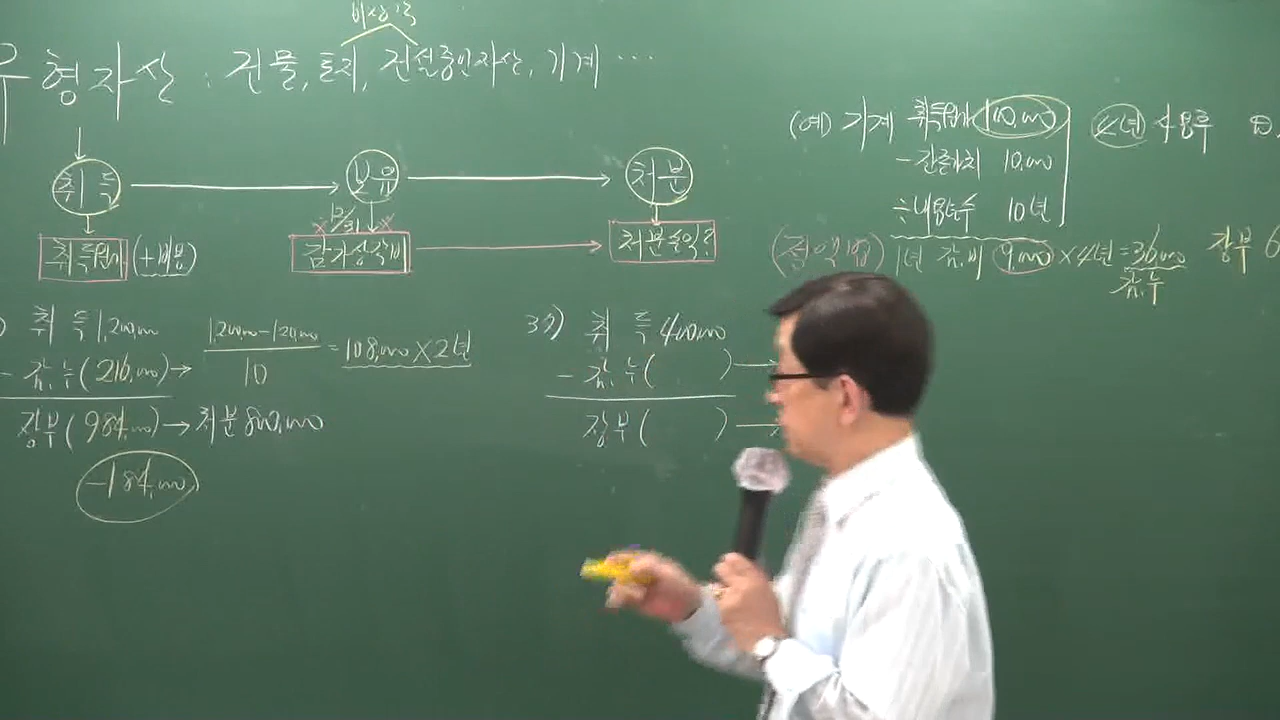 비상각
유형자산 : 건물, 토지, 건설중인자산, 기계 …
취득 → 보유 → 처분
12/31
취득원가 (+비용)
감가상각비 → 처분손익?
(예) 기계 취득원가 100,000 4년 사용후
- 잔존가치 10,000
÷ 내용년수 10년
(정액법) 1년 감.비 9,000 × 4년 = 36,000 장부 6
감.누
) 취득 1,200,000
- 감.누 (216,000) → 1,200,000 - 120,000 / 10 = 108,000 × 2년
장부 (984,000) → 처분 800,000
-184,000
37) 취득 400,000
- 감.누 ( ) →
장부 ( ) →